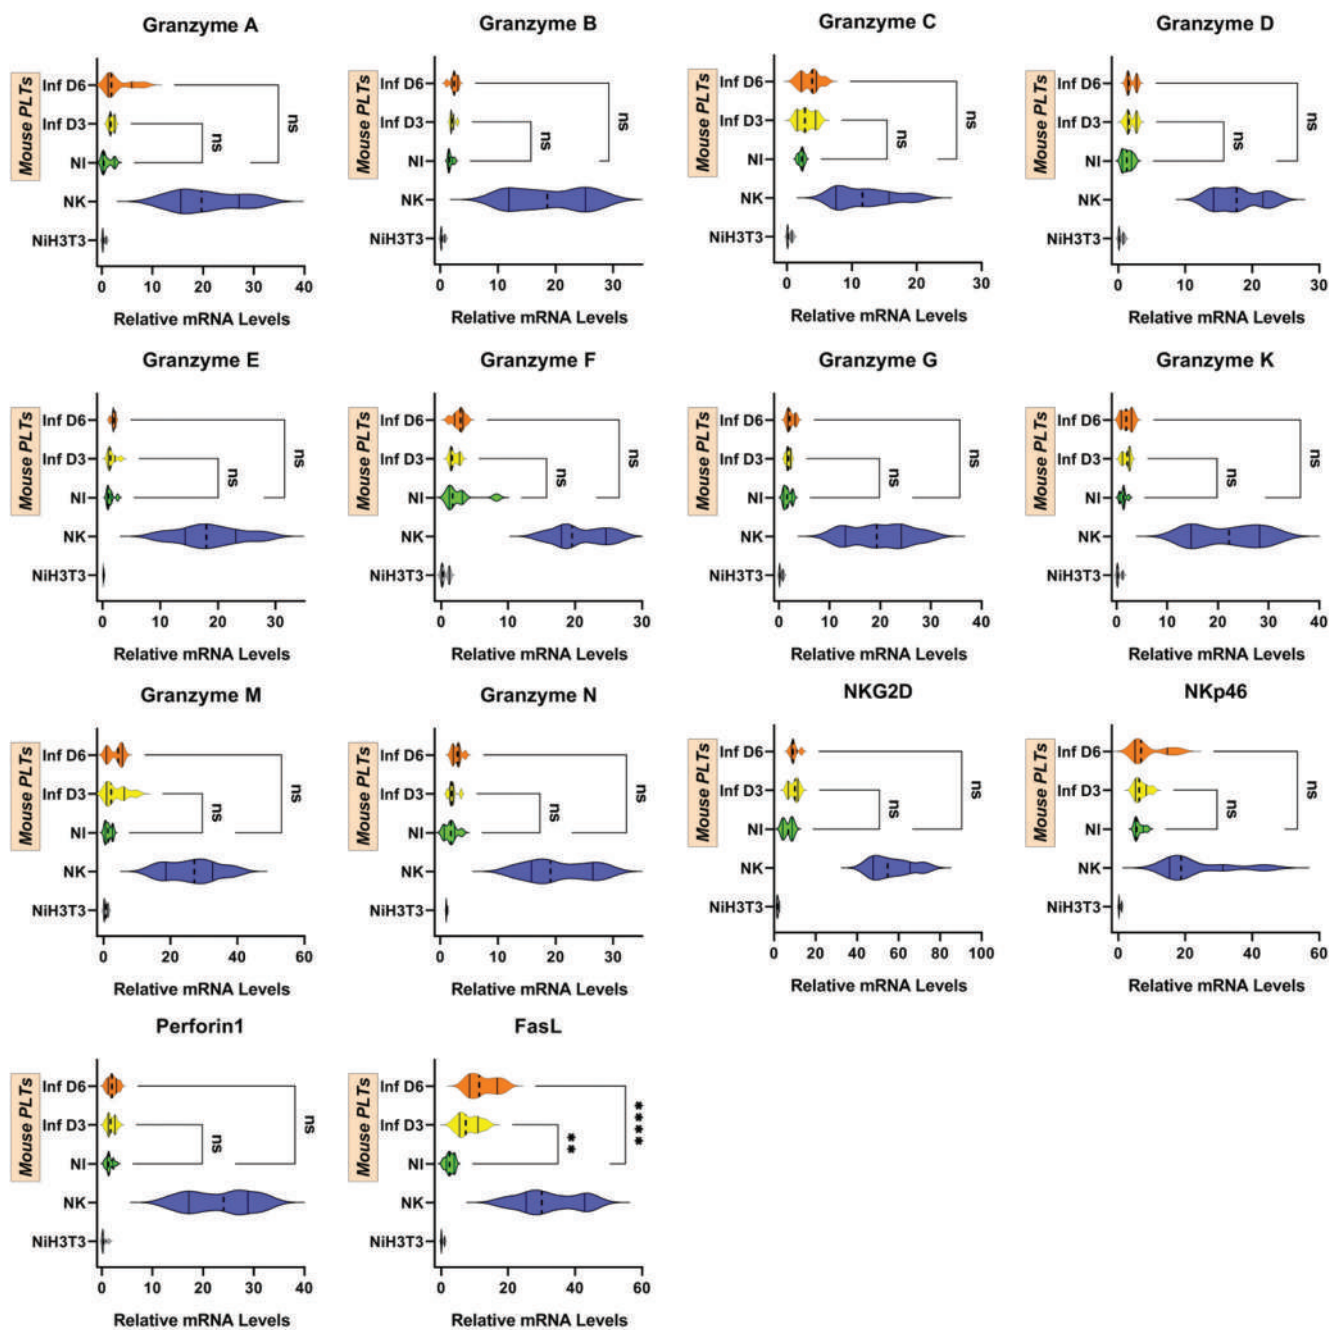 Granzyme A
Mouse PLTs
Inf D6
Inf D3
NI
NK
NiH3T3
ns
ns
0 10 20 30 40
Relative mRNA Levels
Granzyme B
Mouse PLTs
Inf D6
Inf D3
NI
NK
NiH3T3
ns
ns
0 10 20 30
Relative mRNA Levels
Granzyme C
Mouse PLTs
Inf D6
Inf D3
NI
NK
NiH3T3
ns
ns
0 10 20 30
Relative mRNA Levels
Granzyme D
Mouse PLTs
Inf D6
Inf D3
NI
NK
NiH3T3
ns
ns
0 10 20 30
Relative mRNA Levels
Granzyme E
Mouse PLTs
Inf D6
Inf D3
NI
NK
NiH3T3
ns
ns
0 10 20 30
Relative mRNA Levels
Granzyme F
Mouse PLTs
Inf D6
Inf D3
NI
NK
NiH3T3
ns
ns
0 10 20 30
Relative mRNA Levels
Granzyme G
Mouse PLTs
Inf D6
Inf D3
NI
NK
NiH3T3
ns
ns
0 10 20 30 40
Relative mRNA Levels
Granzyme K
Mouse PLTs
Inf D6
Inf D3
NI
NK
NiH3T3
ns
ns
0 10 20 30 40
Relative mRNA Levels
Granzyme M
Mouse PLTs
Inf D6
Inf D3
NI
NK
NiH3T3
ns
ns
0 20 40 60
Relative mRNA Levels
Granzyme N
Mouse PLTs
Inf D6
Inf D3
NI
NK
NiH3T3
ns
ns
0 10 20 30
Relative mRNA Levels
NKG2D
Mouse PLTs
Inf D6
Inf D3
NI
NK
NiH3T3
ns
ns
0 20 40 60 80 100
Relative mRNA Levels
NKp46
Mouse PLTs
Inf D6
Inf D3
NI
NK
NiH3T3
ns
ns
0 20 40 60
Relative mRNA Levels
Perforin1
Mouse PLTs
Inf D6
Inf D3
NI
NK
NiH3T3
ns
ns
0 10 20 30 40
Relative mRNA Levels
FasL
Mouse PLTs
Inf D6
Inf D3
NI
NK
NiH3T3
**
****
0 20 40 60
Relative mRNA Levels